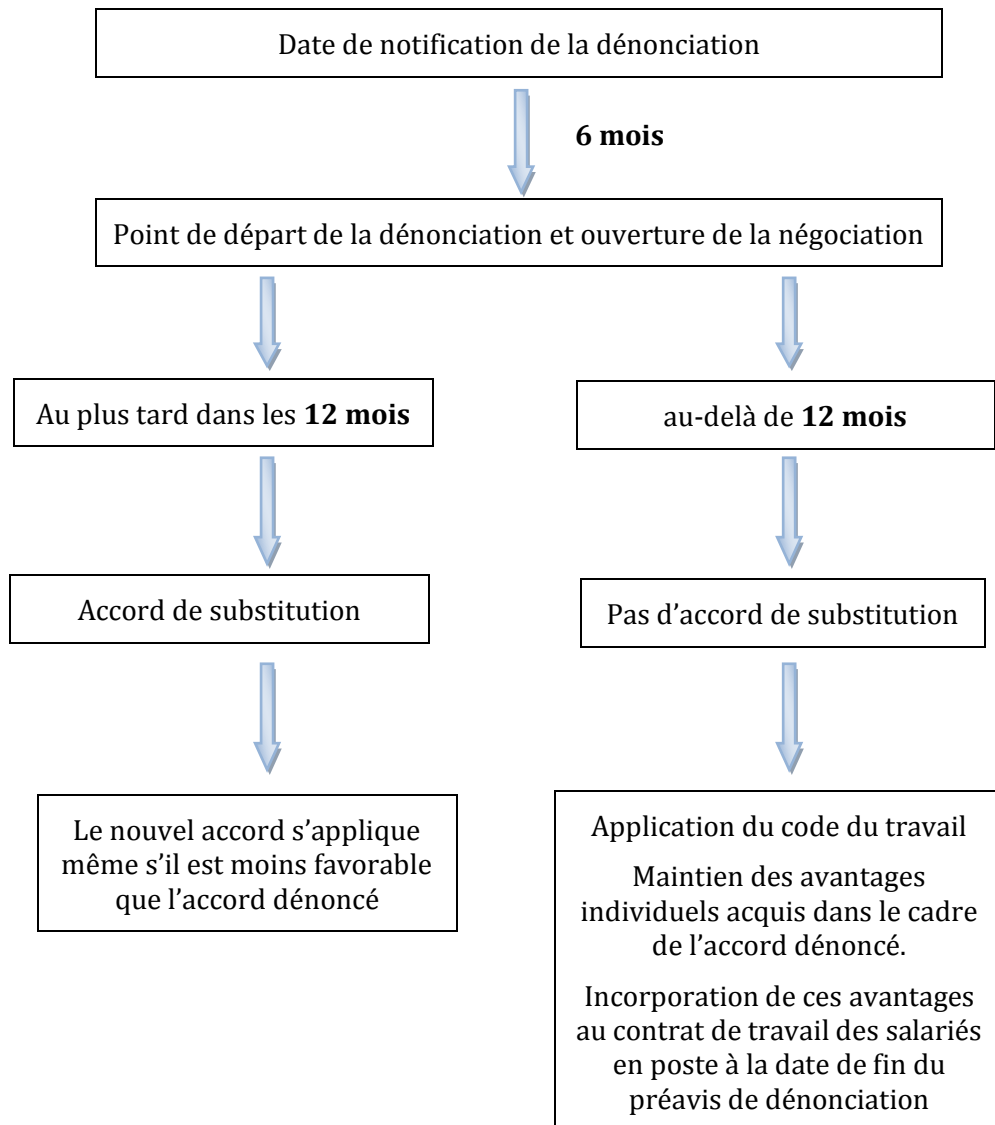 Date de notification de la dénonciation
6 mois
Point de départ de la dénonciation et ouverture de la négociation
Au plus tard dans les 12 mois
au-delà de 12 mois
Accord de substitution
Pas d’accord de substitution
Le nouvel accord s’applique
même s’il est moins favorable
que l’accord dénoncé
Application du code du travail
Maintien des avantages
individuels acquis dans le cadre
de l’accord dénoncé.
Incorporation de ces avantages
au contrat de travail des salariés
en poste à la date de fin du
préavis de dénonciation